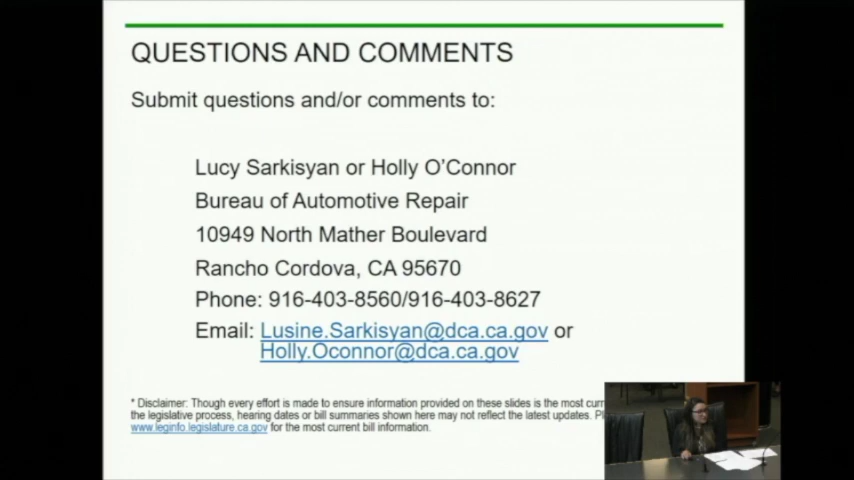 QUESTIONS AND COMMENTS
Submit questions and/or comments to:
Lucy Sarkisyan or Holly O'Connor
Bureau of Automotive Repair
10949 North Mather Boulevard
Rancho Cordova, CA 95670
Phone: 916-403-8560/916-403-8627
Email: Lusine.Sarkisyan@dca.ca.gov or
Holly.Oconnor@dca.ca.gov
* Disclaimer: Though every effort is made to ensure information provided on these slides is the most
the legislative process, hearing dates or bill summaries shown here may not reflect the latest updates.
www.leginfo.legislature.ca.gov for the most current bill information.